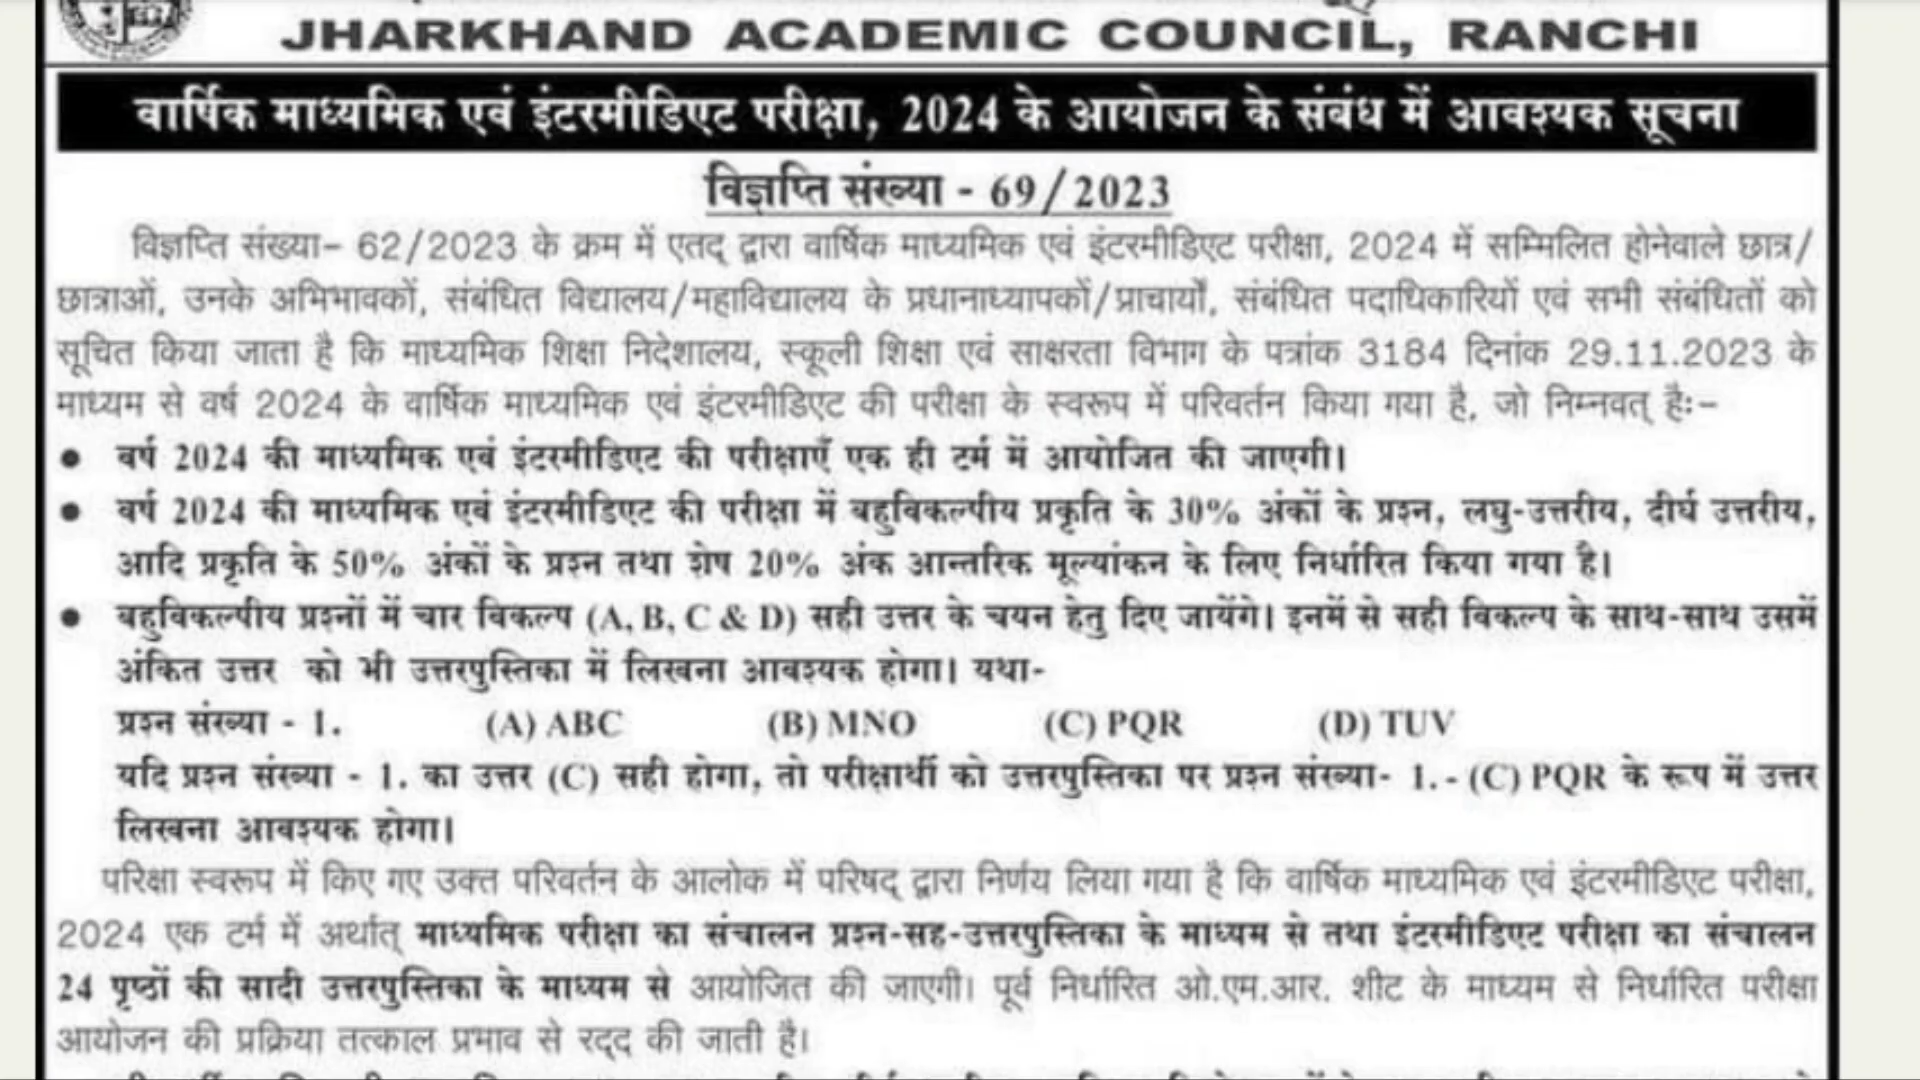 JHARKHAND ACADEMIC COUNCIL, RANCHI
वार्षिक माध्यमिक एवं इंटरमीडिएट परीक्षा, 2024 के आयोजन के संबंध में आवश्यक सूचना
विज्ञप्ति संख्या - 69/2023
विज्ञप्ति संख्या– 62/2023 के क्रम में एतद् द्वारा वार्षिक माध्यमिक एवं इंटरमीडिएट परीक्षा, 2024 में सम्मिलित होनेवाले छात्र/
छात्राओं, उनके अभिभावकों, संबंधित विद्यालय/महाविद्यालय के प्रधानाध्यापकों/प्राचार्यों, संबंधित पदाधिकारियों एवं सभी संबंधितों को
सूचित किया जाता है कि माध्यमिक शिक्षा निदेशालय, स्कूली शिक्षा एवं साक्षरता विभाग के पत्रांक 3184 दिनांक 29.11.2023 के
माध्यम से वर्ष 2024 के वार्षिक माध्यमिक एवं इंटरमीडिएट की परीक्षा के स्वरूप में परिवर्तन किया गया है, जो निम्नवत् हैः–
• वर्ष 2024 की माध्यमिक एवं इंटरमीडिएट की परीक्षाएँ एक ही टर्म में आयोजित की जाएगी।
• वर्ष 2024 की माध्यमिक एवं इंटरमीडिएट की परीक्षा में बहुविकल्पीय प्रकृति के 30% अंकों के प्रश्न, लघु-उत्तरीय, दीर्घ उत्तरीय,
आदि प्रकृति के 50% अंकों के प्रश्न तथा शेष 20% अंक आन्तरिक मूल्यांकन के लिए निर्धारित किया गया है।
• बहुविकल्पीय प्रश्नों में चार विकल्प (A, B, C & D) सही उत्तर के चयन हेतु दिए जायेंगे। इनमें से सही विकल्प के साथ-साथ उसमें
अंकित उत्तर को भी उत्तरपुस्तिका में लिखना आवश्यक होगा। यथा-
प्रश्न संख्या - 1. (A) ABC (B) MNO (C) PQR (D) TUV
यदि प्रश्न संख्या - 1. का उत्तर (C) सही होगा, तो परीक्षार्थी को उत्तरपुस्तिका पर प्रश्न संख्या- 1. - (C) PQR के रूप में उत्तर
लिखना आवश्यक होगा।
परिक्षा स्वरूप में किए गए उक्त परिवर्तन के आलोक में परिषद् द्वारा निर्णय लिया गया है कि वार्षिक माध्यमिक एवं इंटरमीडिएट परीक्षा,
2024 एक टर्म में अर्थात् माध्यमिक परीक्षा का संचालन प्रश्न-सह-उत्तरपुस्तिका के माध्यम से तथा इंटरमीडिएट परीक्षा का संचालन
24 पृष्ठों की सादी उत्तरपुस्तिका के माध्यम से आयोजित की जाएगी। पूर्व निर्धारित ओ.एम.आर. शीट के माध्यम से निर्धारित परीक्षा
आयोजन की प्रक्रिया तत्काल प्रभाव से रद्द की जाती है।